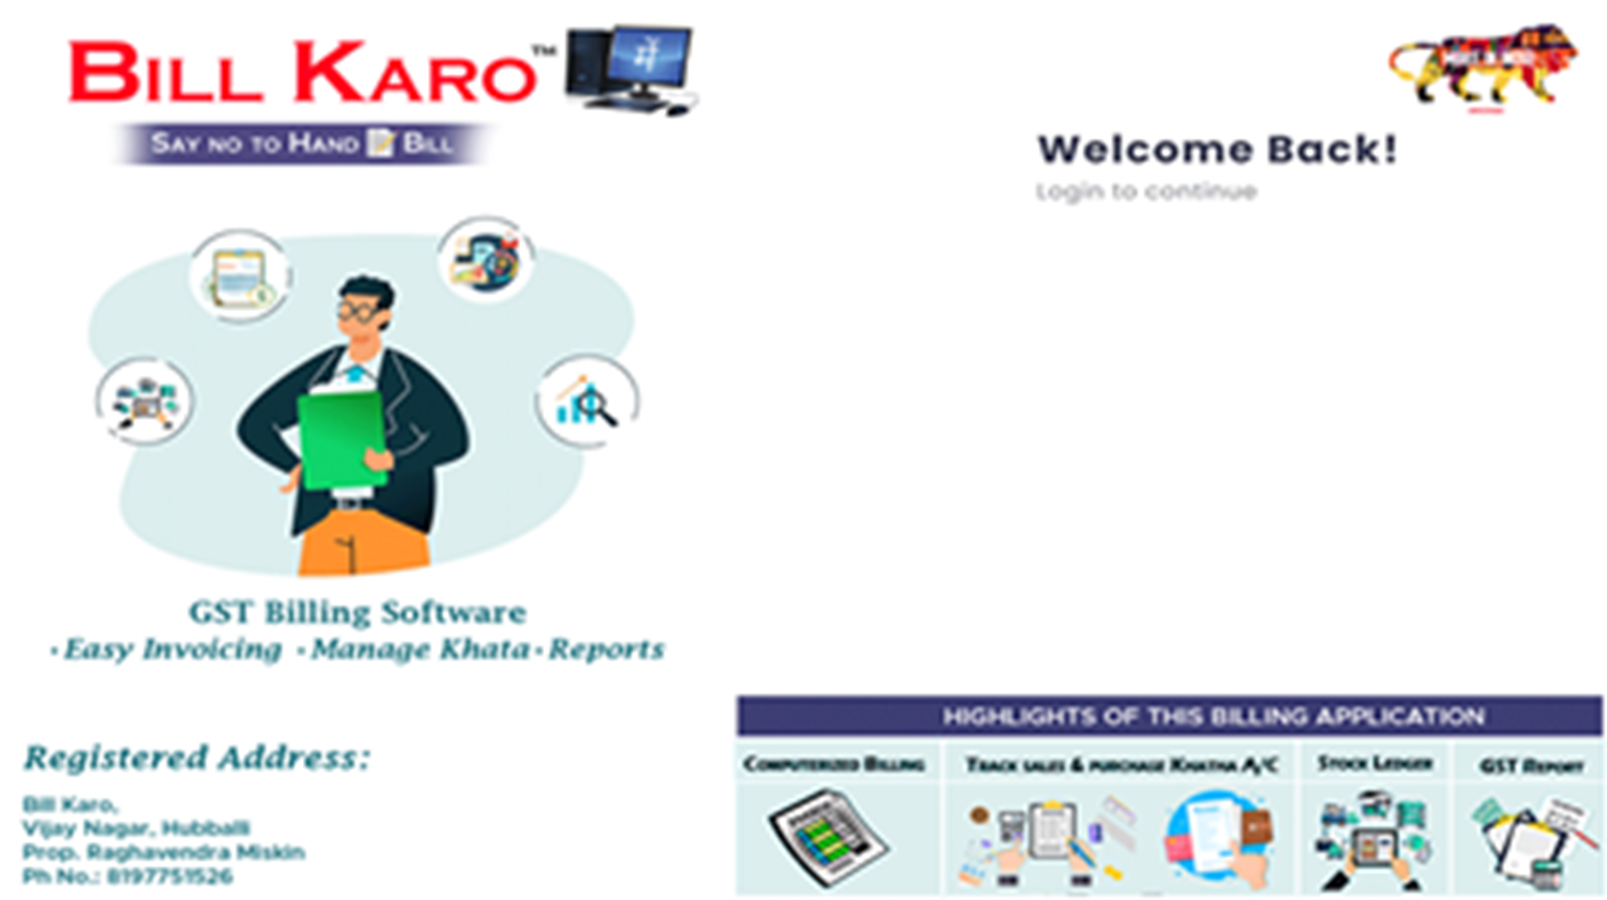 BILL KARO™
SAY NO TO HAND BILL
Welcome Back!
Login to continue
GST Billing Software
•Easy Invoicing •Manage Khata •Reports
Registered Address:
Bill Karo,
Vijay Nagar, Hubballi
Prop. Raghavendra Miskin
Ph No.: 8197751526
HIGHLIGHTS OF THIS BILLING APPLICATION
COMPUTERIZED BILLING
TRACK SALES & PURCHASE KHATHA A/C
STOCK LEDGER
GST REPORT